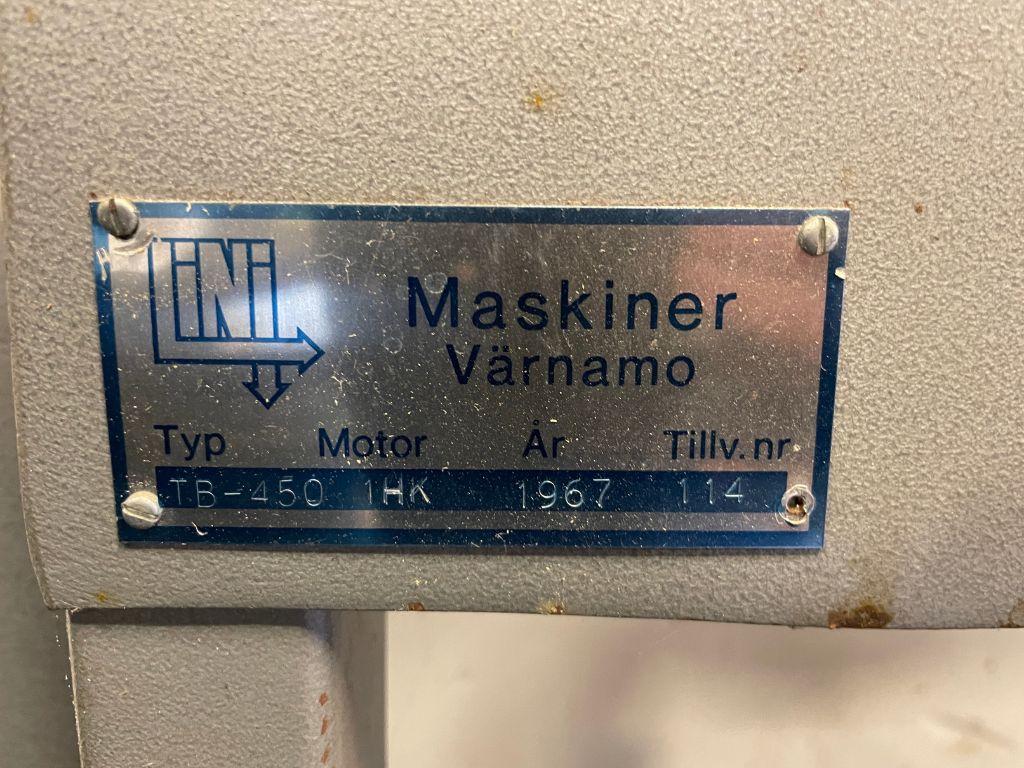 LiNi
Maskiner
Värnamo
Typ Motor År Tillv.nr
TB-450 1HK 1967 114